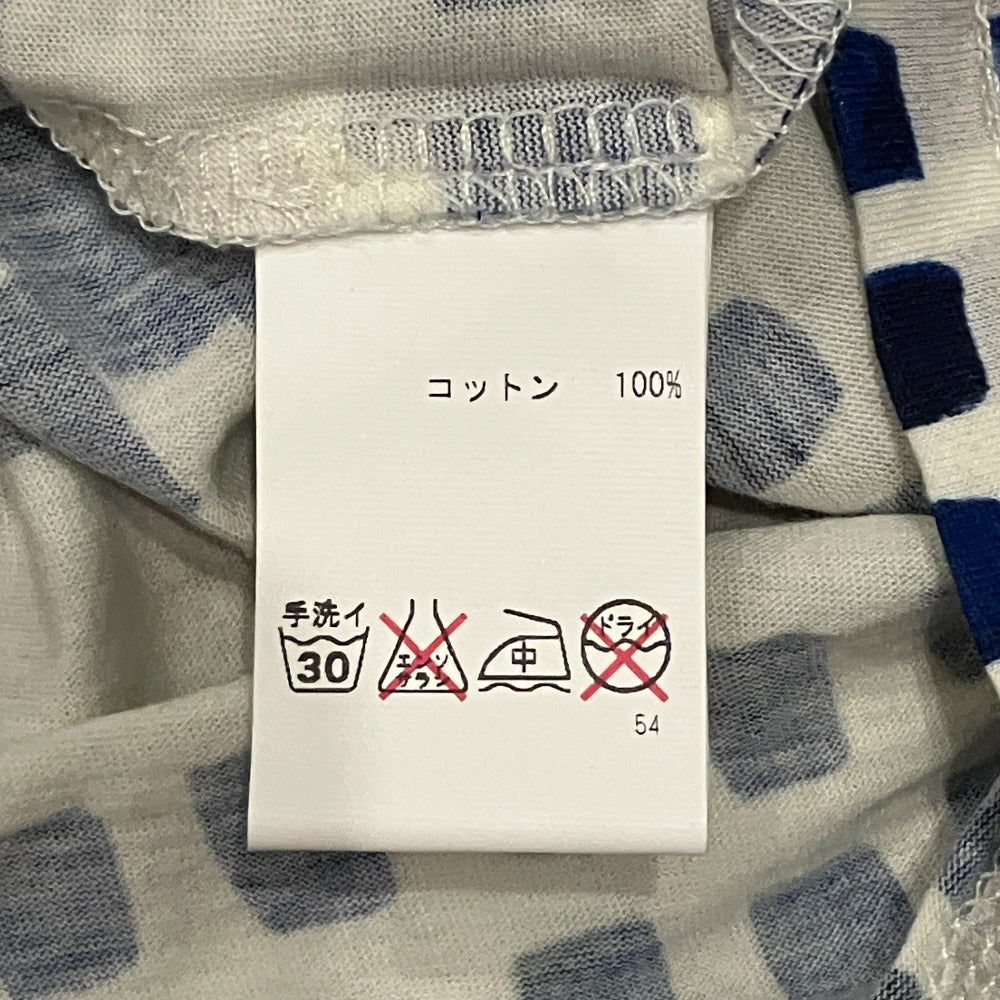 コットン 100%
手洗イ
30
エンソ
サラシ
中
ドライ
54